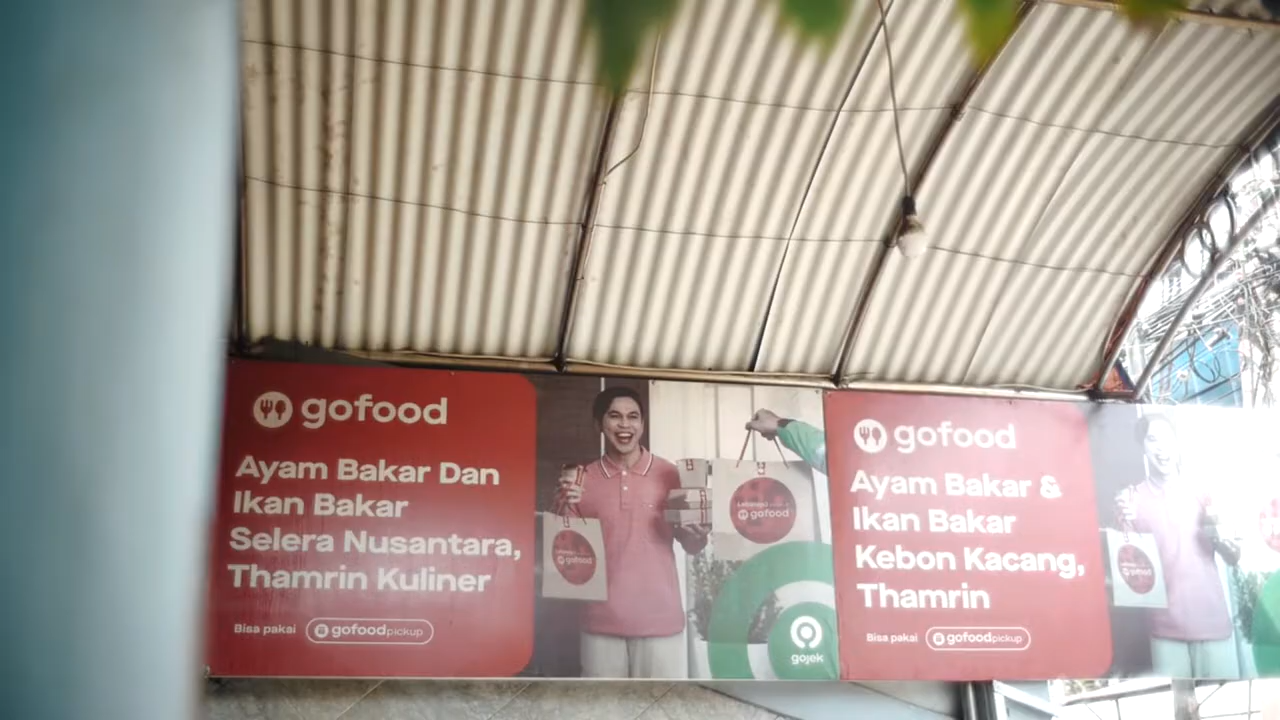 gofood
Ayam Bakar Dan
Ikan Bakar
Selera Nusantara,
Thamrin Kuliner
Bisa pakai gofoodpickup
gofood
gofood
gojek
gofood
Ayam Bakar &
Ikan Bakar
Kebon Kacang,
Thamrin
Bisa pakai gofoodpickup
gofood